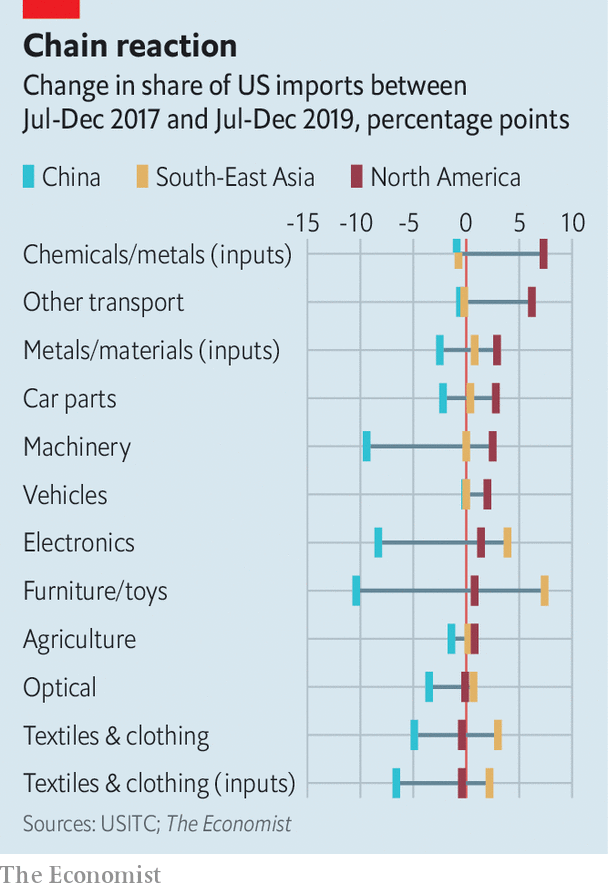 Chain reaction
Change in share of US imports between
Jul-Dec 2017 and Jul-Dec 2019, percentage points
China South-East Asia North America
-15 -10 -5 0 5 10
Chemicals/metals (inputs)
Other transport
Metals/materials (inputs)
Car parts
Machinery
Vehicles
Electronics
Furniture/toys
Agriculture
Optical
Textiles & clothing
Textiles & clothing (inputs)
Sources: USITC; The Economist
The Economist